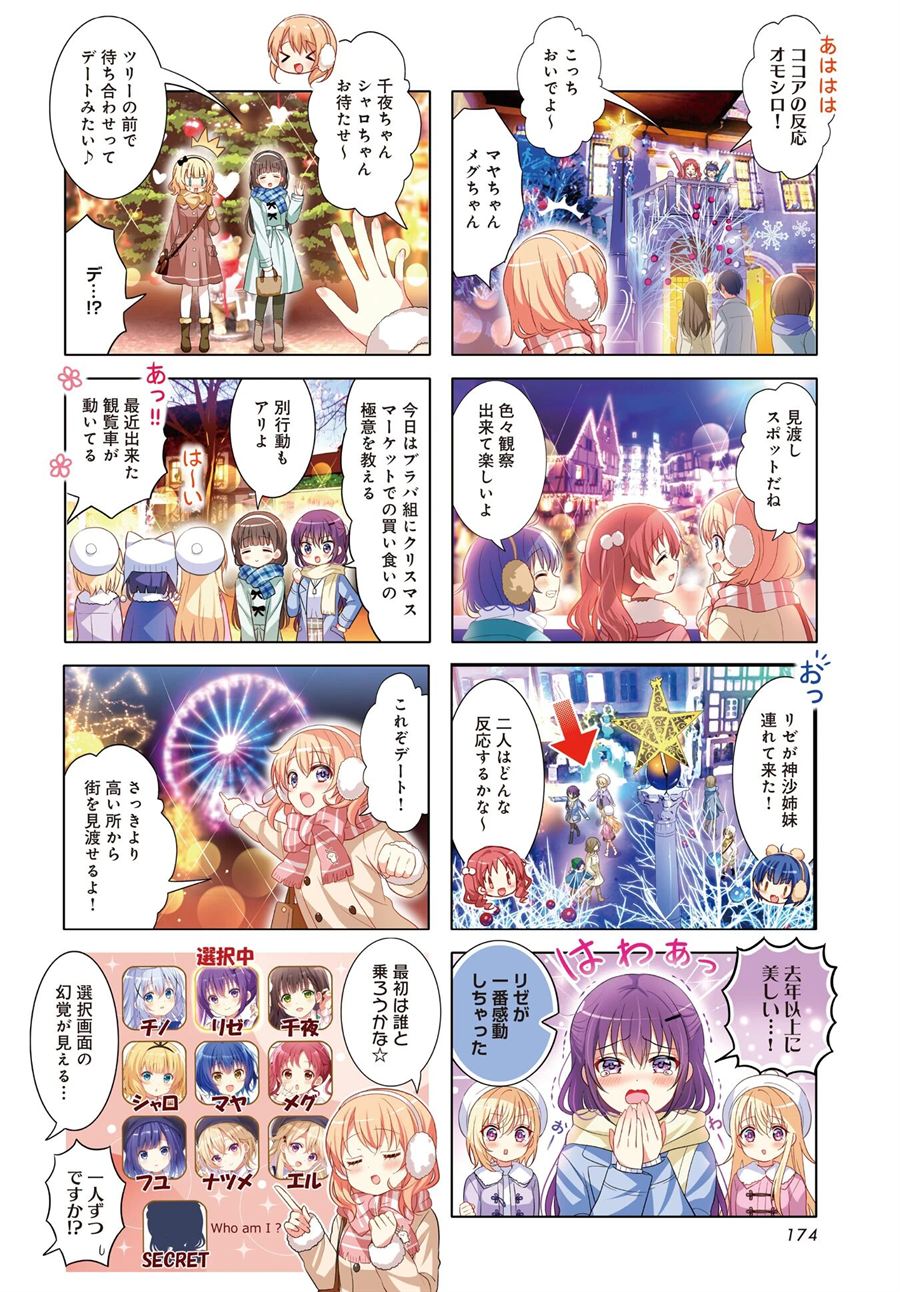 あははは
ココアの反応
オモシロ！
こっち
おいでよ～
マヤちゃん
メグちゃん
見渡し
スポットだね
色々観察
出来て楽しいよ
おっ
リゼが神沙姉妹
連れて来た！
二人はどんな
反応するかな～
去年以上に
美しい…！
はわぁっ
リゼが
一番感動
しちゃった
わ
お
千夜ちゃん
シャロちゃん
お待たせ～
ツリーの前で
待ち合わせって
デートみたい♪
デ…!?
今日はブラバ組にクリスマス
マーケットでの買い食いの
極意を教える
別行動も
アリよ
は～い
あっ!!
最近出来た
観覧車が
動いてる
これぞデート！
さっきより
高い所から
街を見渡せるよ！
最初は誰と
乗ろうかな☆
選択中
チノ
リゼ
千夜
シャロ
マヤ
メグ
フユ
ナツメ
エル
SECRET
Who am I ?
選択画面の
幻覚が見える…
一人ずつ
ですか!?
174